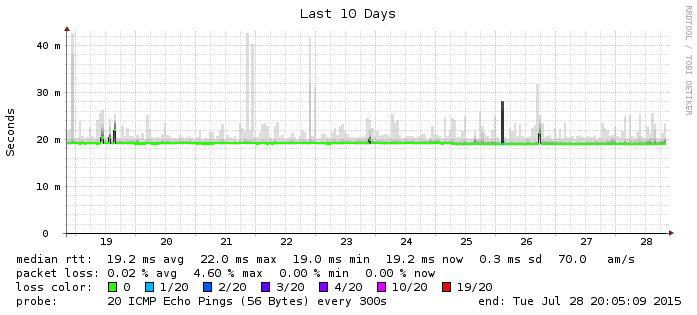 Last 10 Days
RRDTOOL / TOBI OETIKER
Seconds
40 m
30 m
20 m
10 m
0
19 20 21 22 23 24 25 26 27 28
median rtt: 19.2 ms avg 22.0 ms max 19.0 ms min 19.2 ms now 0.3 ms sd 70.0 am/s
packet loss: 0.02 % avg 4.60 % max 0.00 % min 0.00 % now
loss color: 0 1/20 2/20 3/20 4/20 10/20 19/20
probe: 20 ICMP Echo Pings (56 Bytes) every 300s end: Tue Jul 28 20:05:09 2015